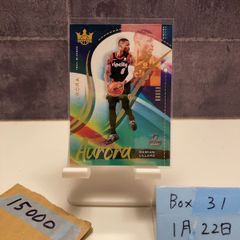 Aurora
DAMIAN LILLARD
15000
Box 31
1月22日